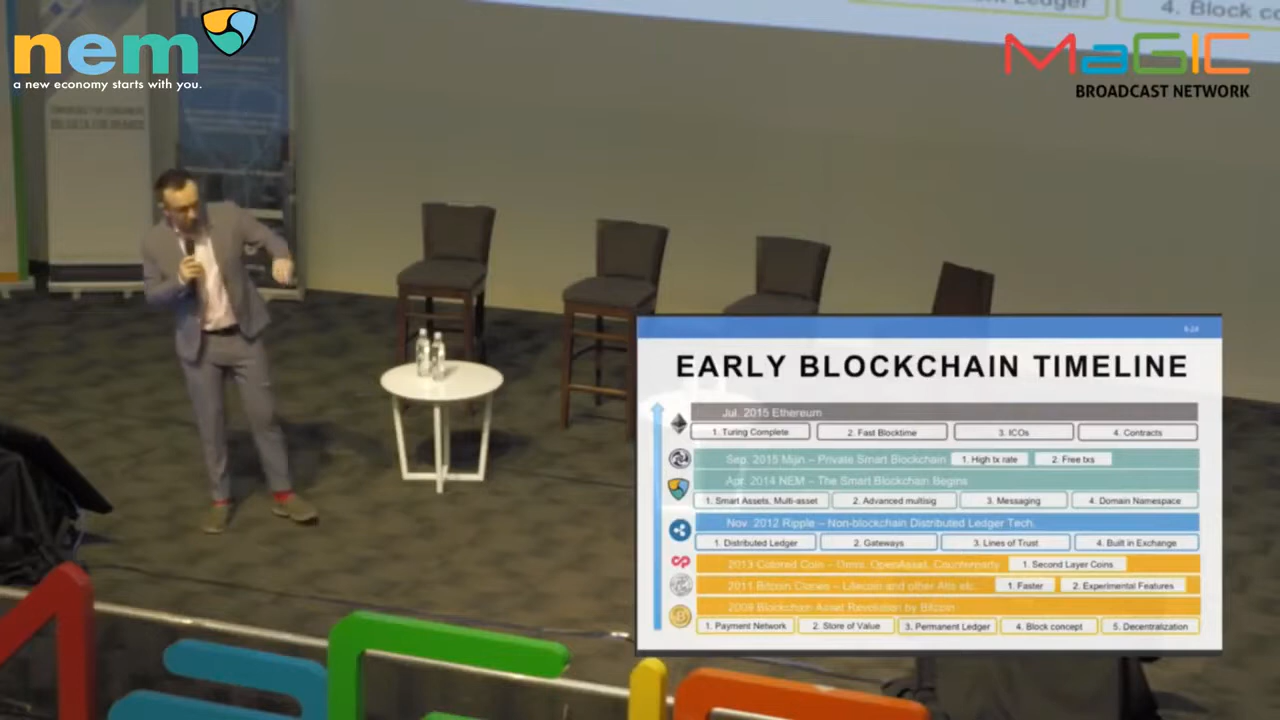 nem
a new economy starts with you.
nem
nt Ledger
4. Block co
MaGIC
BROADCAST NETWORK
EARLY BLOCKCHAIN TIMELINE
Jul. 2015 Ethereum
1. Turing Complete
2. Fast Blocktime
3. ICOs
4. Contracts
Sep. 2015 Mijin – Private Smart Blockchain
1. High tx rate
2. Free txs
Apr. 2014 NEM – The Smart Blockchain Begins
1. Smart Assets, Multi-asset
2. Advanced multisig
3. Messaging
4. Domain Namespace
Nov. 2012 Ripple – Non-blockchain Distributed Ledger Tech.
1. Distributed Ledger
2. Gateways
3. Lines of Trust
4. Built in Exchange
2013 Colored Coin – Omni, OpenAsset, Counterparty
1. Second Layer Coins
2011 Bitcoin Clones – Litecoin and other Alts etc.
1. Faster
2. Experimental Features
2009 Blockchain Asset Revolution by Bitcoin
1. Payment Network
2. Store of Value
3. Permanent Ledger
4. Block concept
5. Decentralization